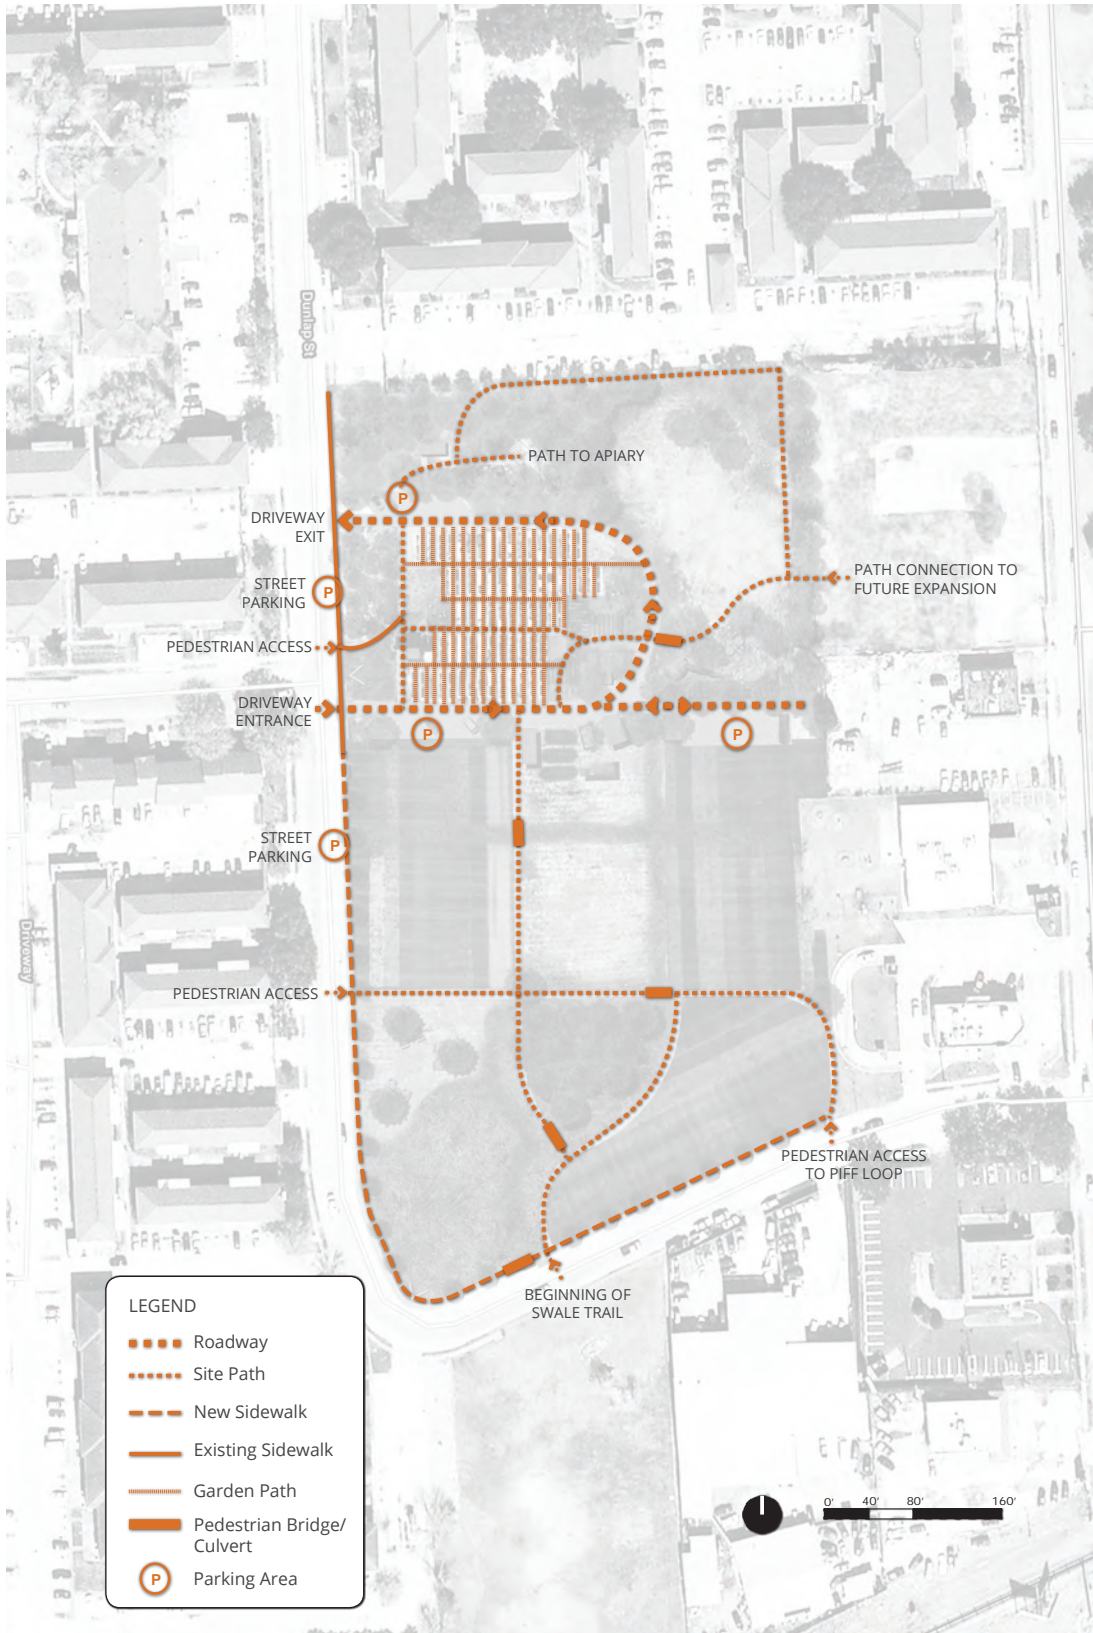 Dunlap St
PATH TO APIARY
P
DRIVEWAY
EXIT
STREET
PARKING
P
PATH CONNECTION TO
FUTURE EXPANSION
PEDESTRIAN ACCESS
DRIVEWAY
ENTRANCE
P
P
STREET
PARKING
P
Driveway
PEDESTRIAN ACCESS
PEDESTRIAN ACCESS
TO PIFF LOOP
BEGINNING OF
SWALE TRAIL
LEGEND
Roadway
Site Path
New Sidewalk
Existing Sidewalk
Garden Path
Pedestrian Bridge/
Culvert
P
Parking Area
0' 40' 80' 160'